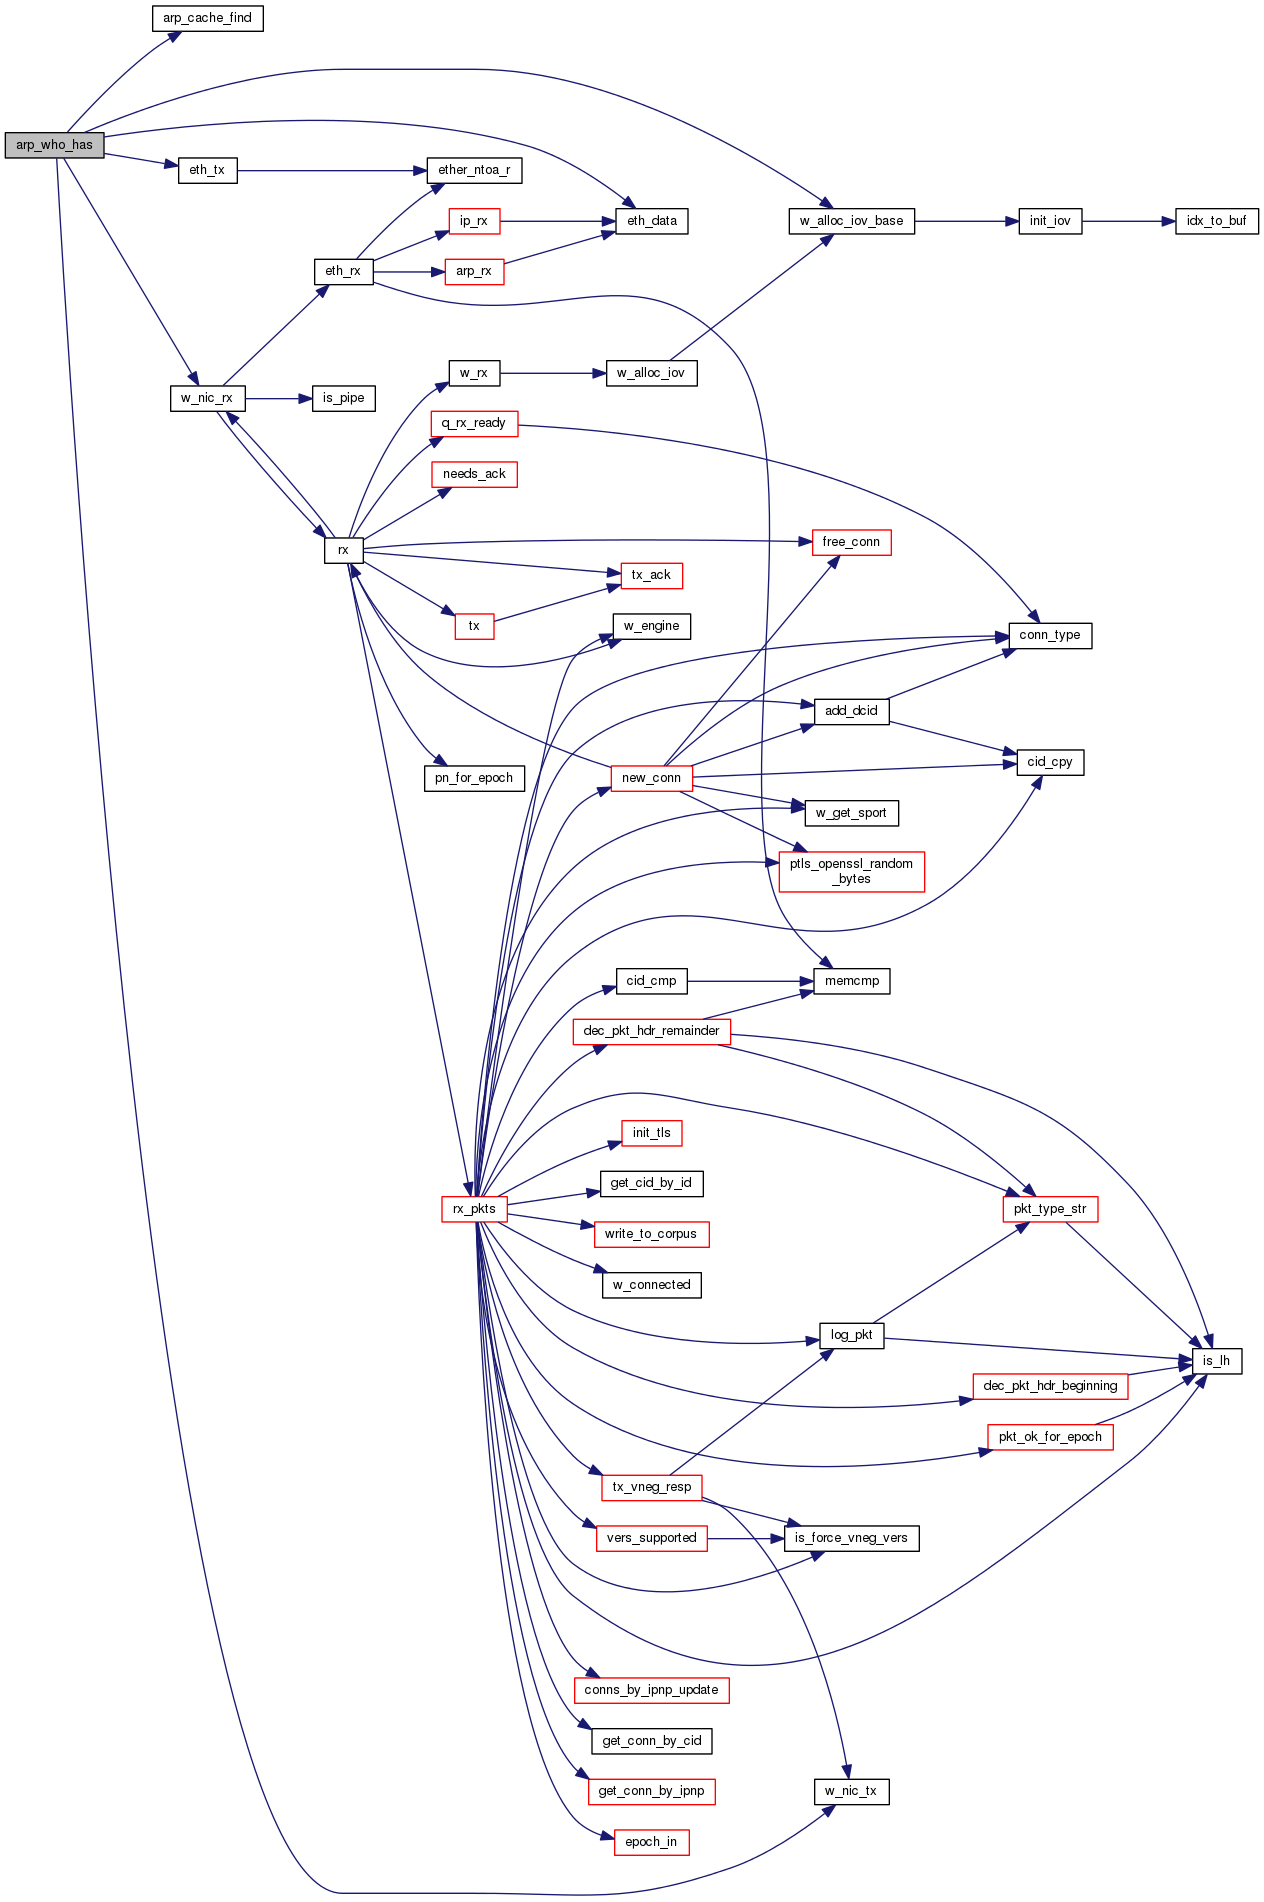 arp_cache_find
arp_who_has
eth_tx
ether_ntoa_r
ip_rx
eth_data
w_alloc_iov_base
init_iov
idx_to_buf
eth_rx
arp_rx
w_nic_rx
is_pipe
w_rx
w_alloc_iov
q_rx_ready
needs_ack
rx
free_conn
tx_ack
tx
w_engine
conn_type
add_dcid
cid_cpy
pn_for_epoch
new_conn
w_get_sport
ptls_openssl_random
_bytes
cid_cmp
memcmp
dec_pkt_hdr_remainder
init_tls
get_cid_by_id
rx_pkts
pkt_type_str
write_to_corpus
w_connected
log_pkt
is_lh
dec_pkt_hdr_beginning
pkt_ok_for_epoch
tx_vneg_resp
vers_supported
is_force_vneg_vers
conns_by_ipnp_update
get_conn_by_cid
get_conn_by_ipnp
w_nic_tx
epoch_in